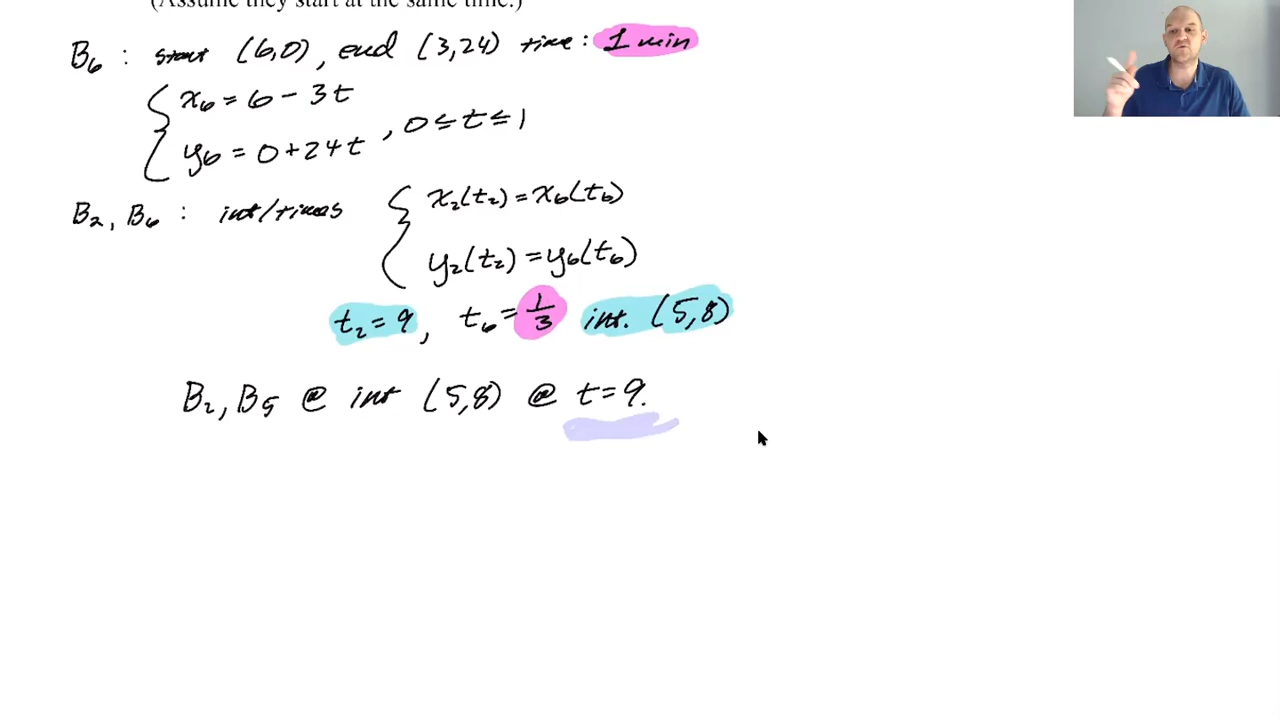 (Assume they start at the same time.)
B₆ : start (6,0), end (3,24) time: 1 min
{ x₆ = 6 - 3t
y₆ = 0+24t , 0≤t≤1
B₂, B₆ : int/times { x₂(t₂)=x₆(t₆)
y₂(t₂)=y₆(t₆)
t₂=9, t₆=1/3 int. (5,8)
B₂, B₅ @ int (5,8) @ t=9.